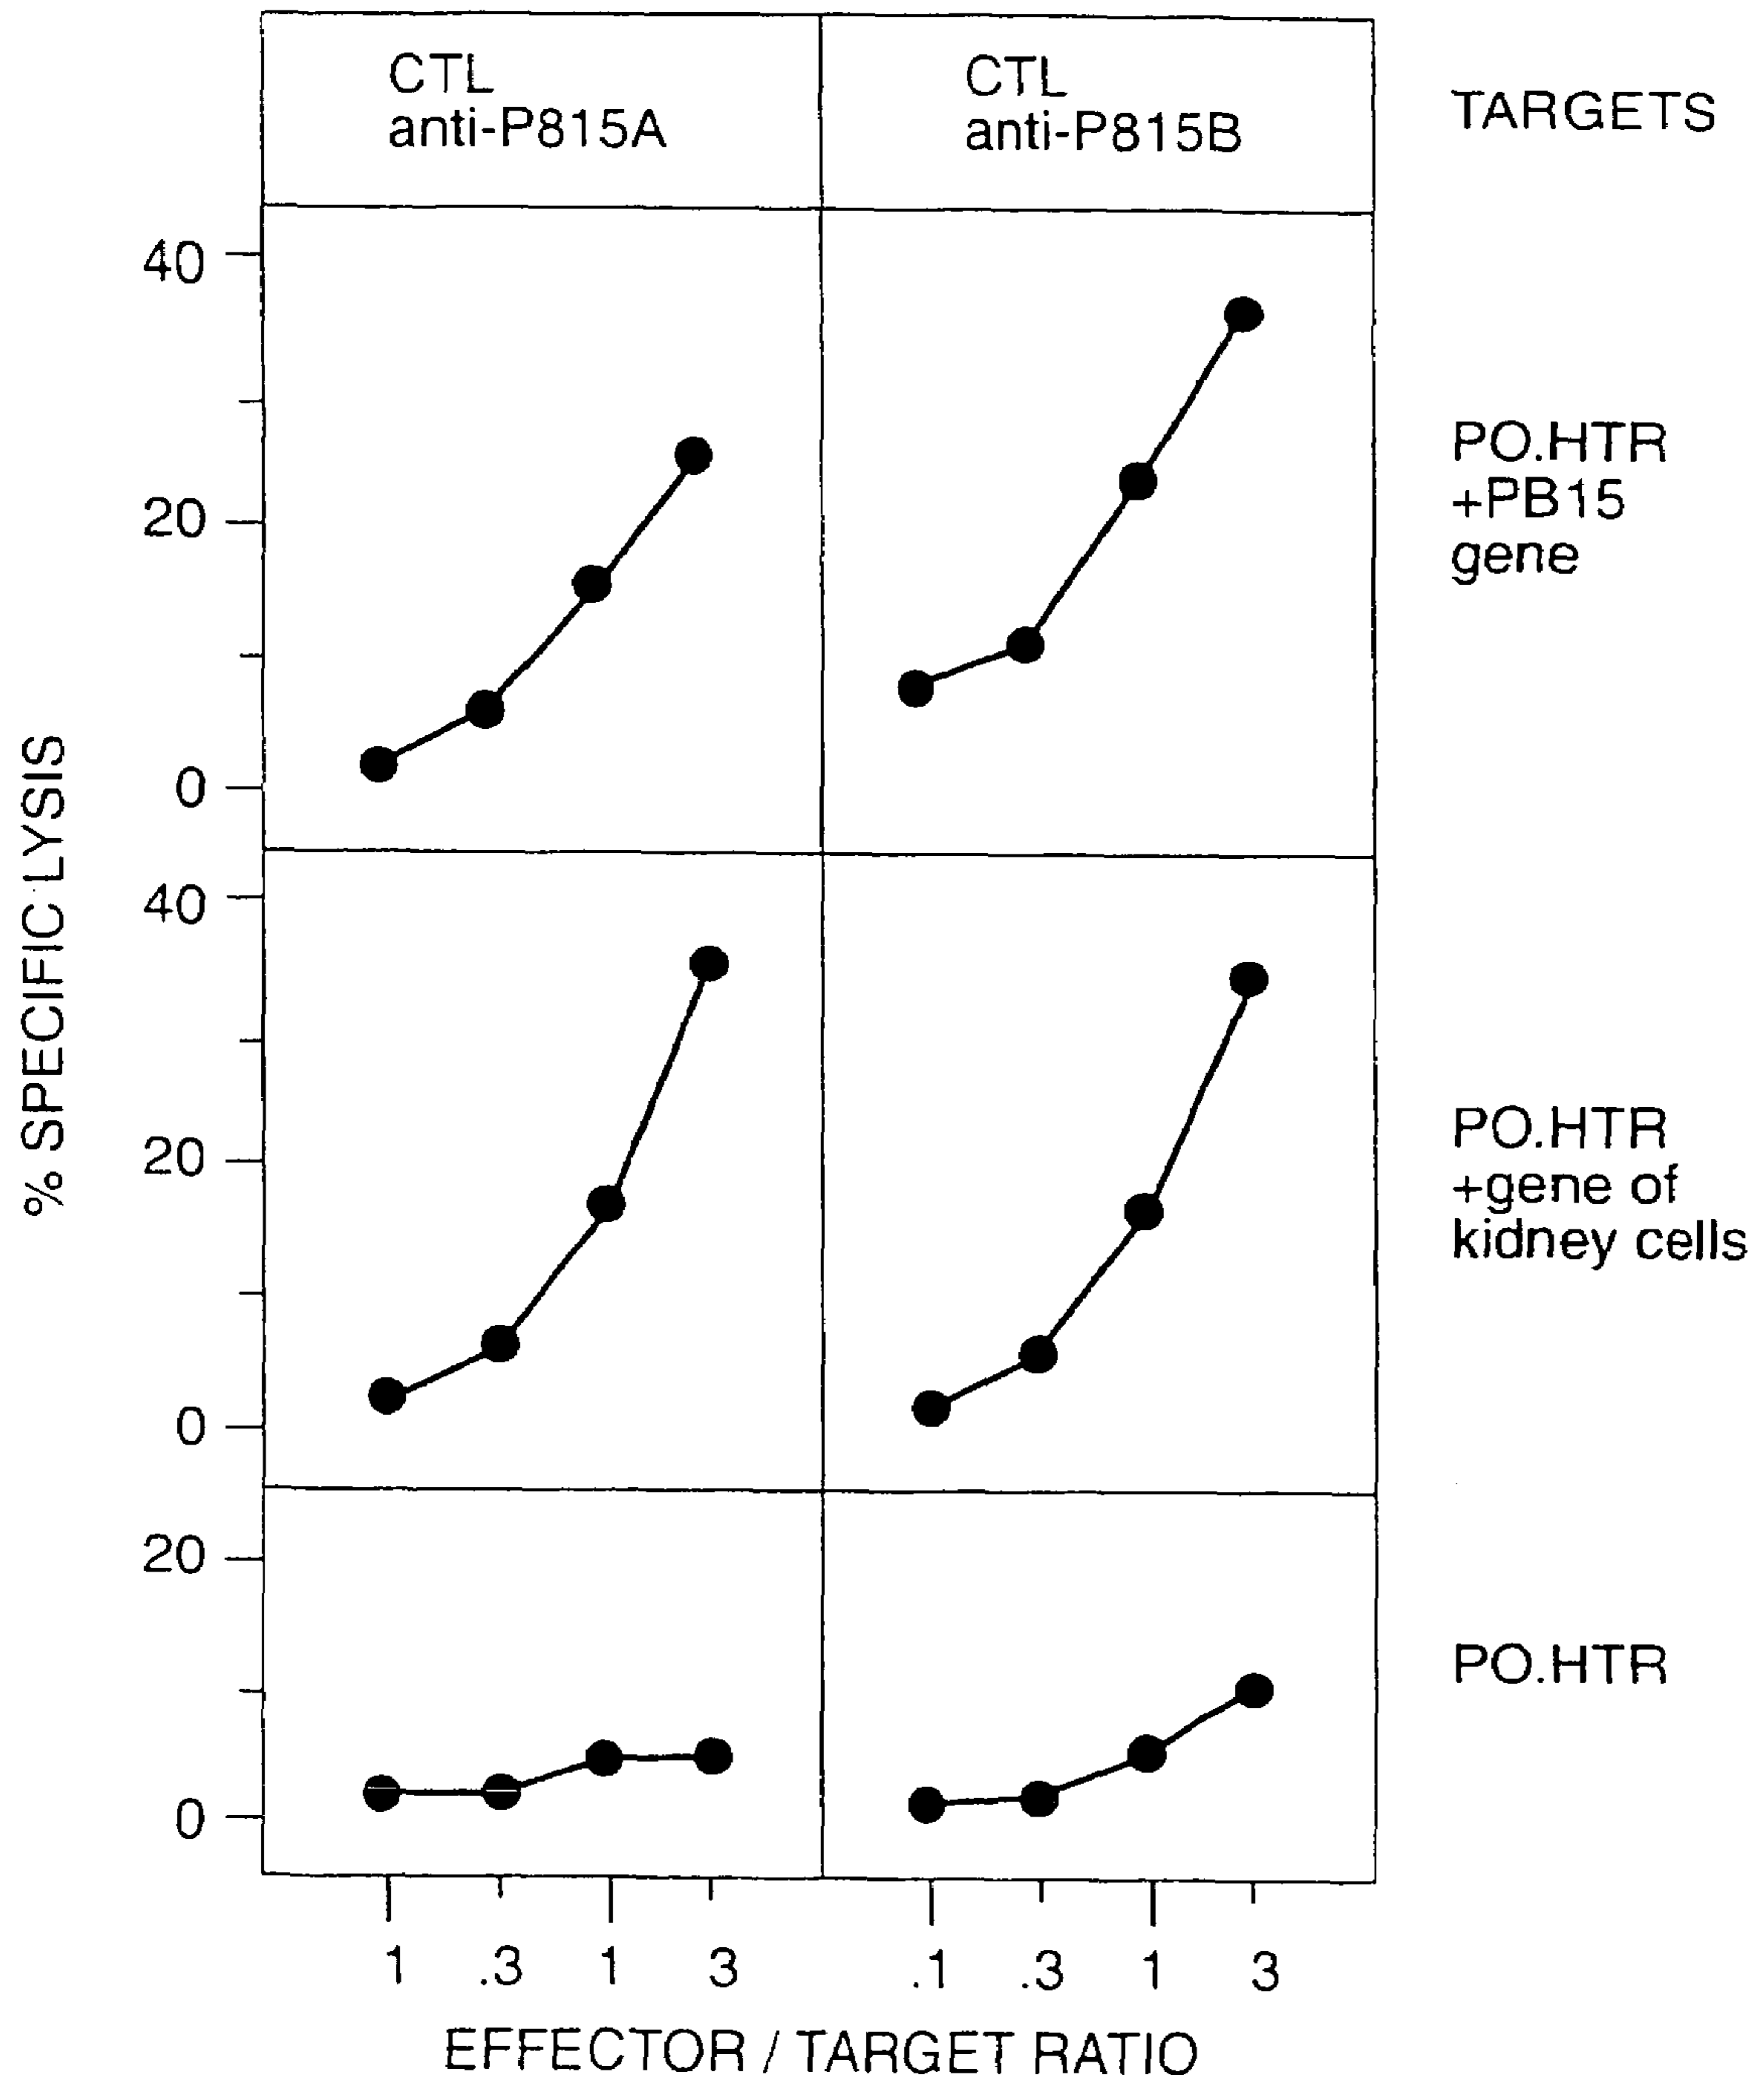 CTL
anti-P815A
CTL
anti-P815B
TARGETS
40
20
0
PO.HTR
+PB15
gene
40
20
0
PO.HTR
+gene of
kidney cells
20
0
PO.HTR
% SPECIFIC LYSIS
1 .3 1 3
.1 .3 1 3
EFFECTOR / TARGET RATIO